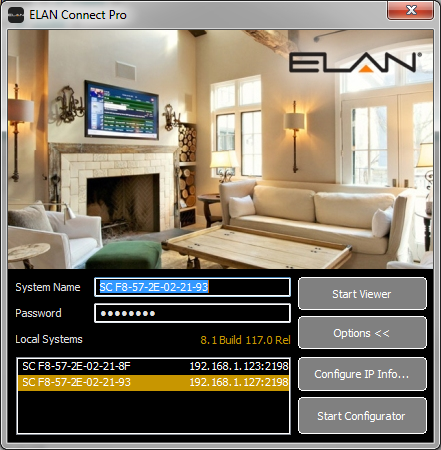 ELAN Connect Pro
ELAN®
System Name SC F8-57-2E-02-21-93 Start Viewer
Password ●●●●●●●●
Options <<
Local Systems 8.1 Build 117.0 Rel
SC F8-57-2E-02-21-8F 192.168.1.123:2198
SC F8-57-2E-02-21-93 192.168.1.127:2198
Configure IP Info...
Start Configurator